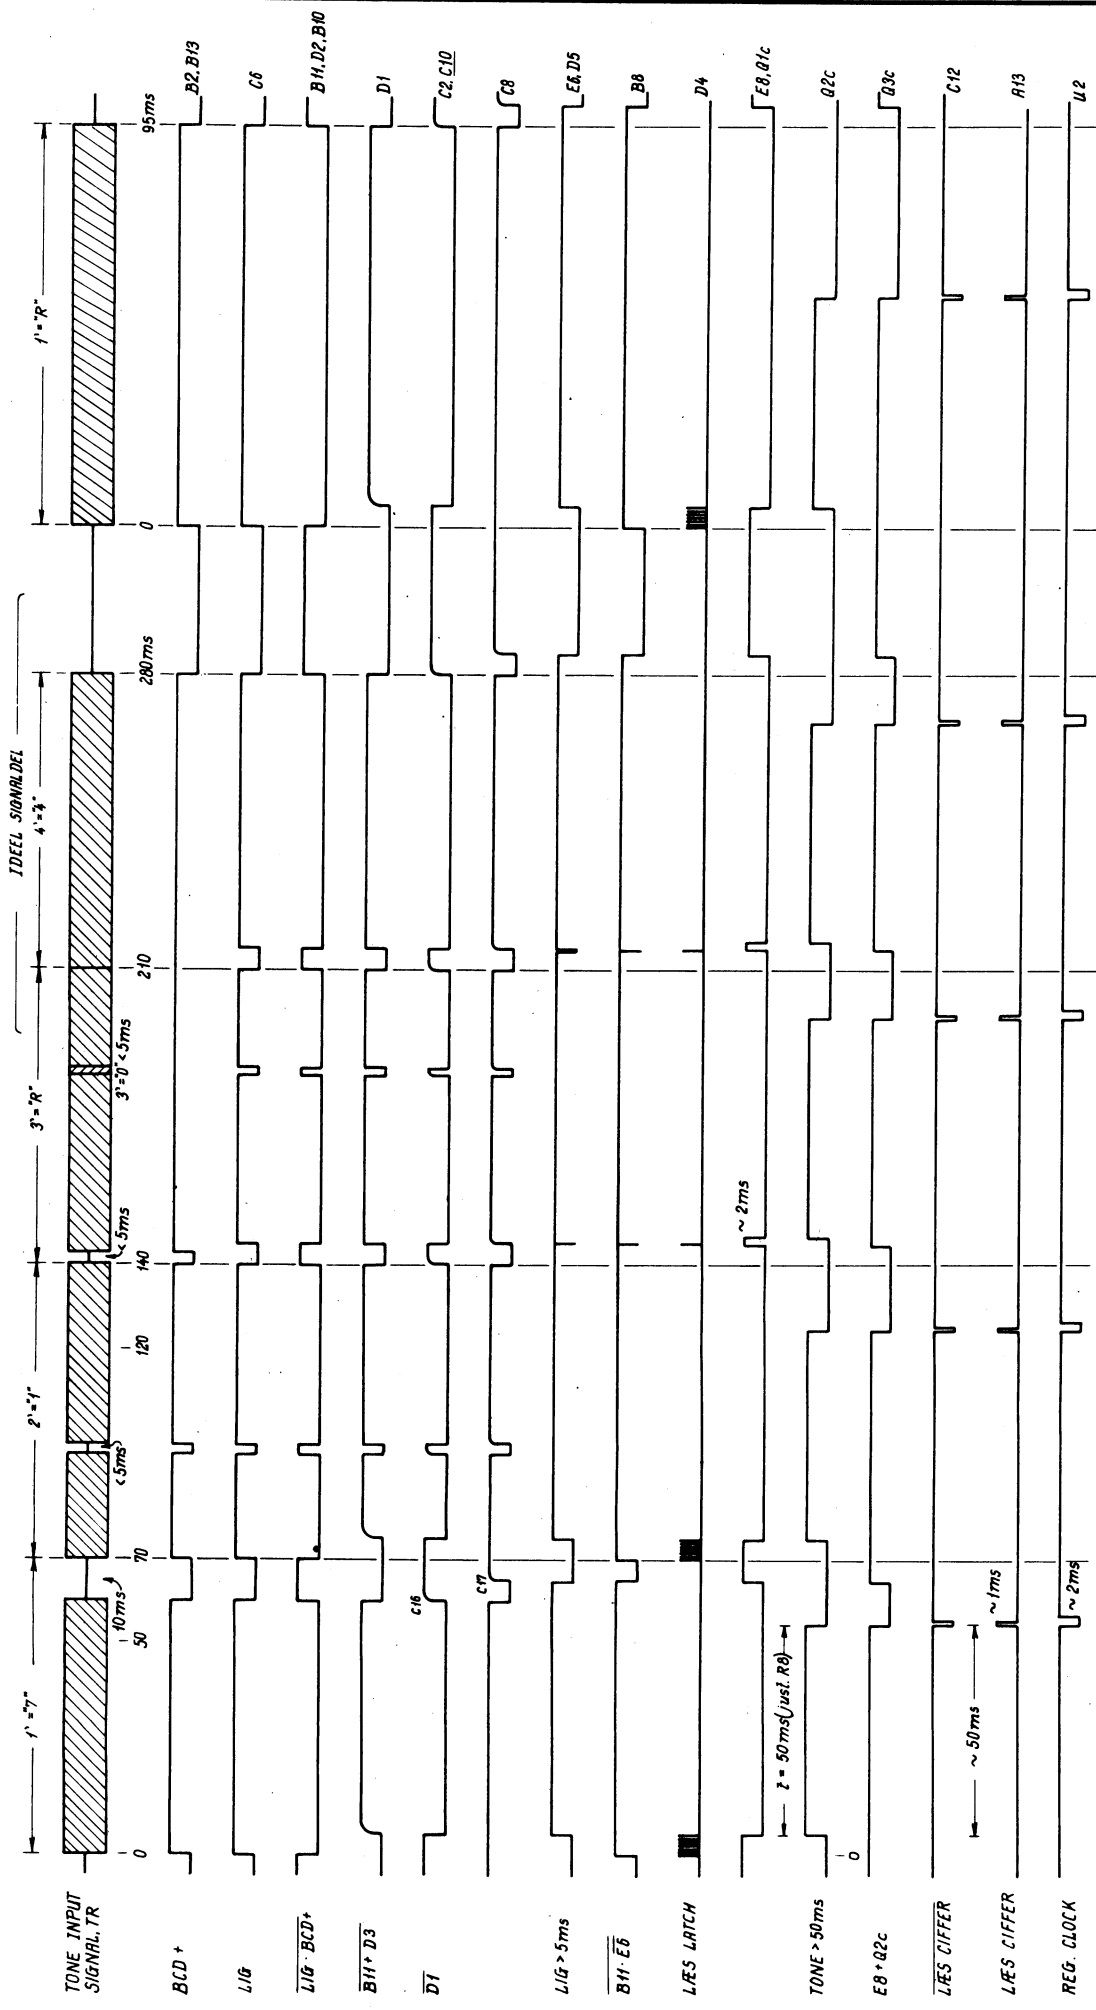 IDEEL SIGNALDEL
1' = "7"
2' = "1"
3' = "R"
4' = "4"
1' = "R"
TONE INPUT
SIGNAL, TR
10ms
<5ms
<5ms
3' = "0" <5ms
0
50
70
120
140
210
280ms
0
95ms
BCD +
B2, B13
LIG
C6
LIG · BCD+
B11, D2, B10
B11 + D3
D1
D1
C16
C2, C10
C17
C8
LIG > 5ms
E6, D5
B11 · E6
B8
LÆS LATCH
D4
~ 2ms
E8, Q1c
τ = 50ms (just. R8)
TONE > 50ms
0
Q2c
E8 + Q2c
Q3c
LÆS CIFFER
C12
~ 50ms
LÆS CIFFER
~ 1ms
A13
REG. CLOCK
~ 2ms
U2